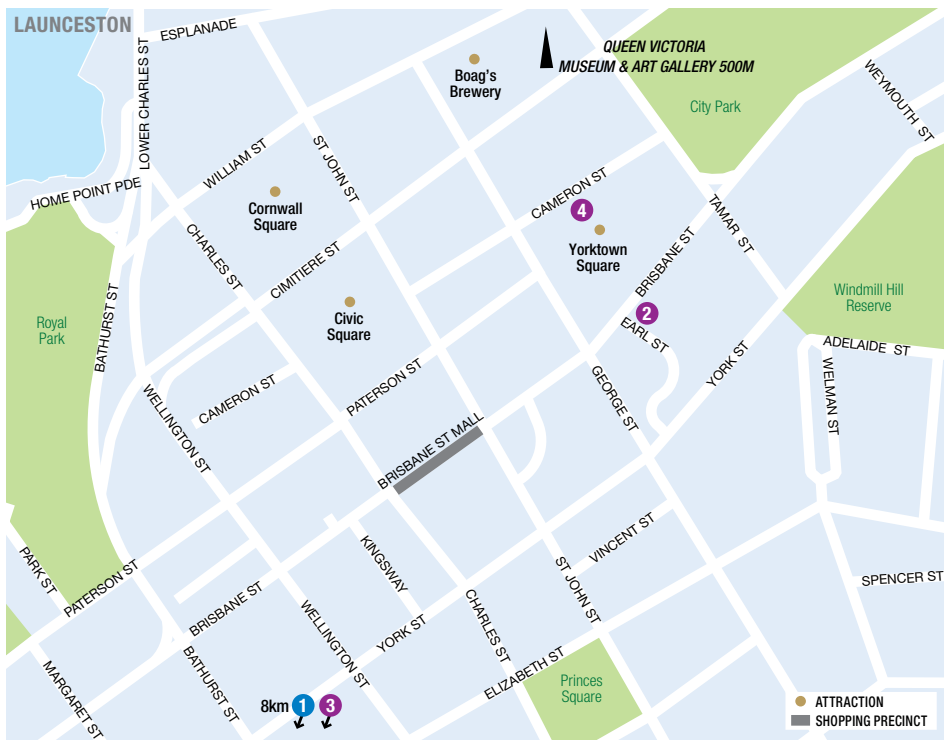 LAUNCESTON
ESPLANADE
LOWER CHARLES ST
QUEEN VICTORIA
MUSEUM & ART GALLERY 500M
Boag's
Brewery
City Park
WEYMOUTH ST
WILLIAM ST
ST JOHN ST
HOME POINT PDE
Cornwall
Square
CAMERON ST
4
Yorktown
Square
TAMAR ST
CHARLES ST
CIMITIERE ST
BRISBANE ST
Windmill Hill
Reserve
Royal
Park
BATHURST ST
Civic
Square
2
EARL ST
ADELAIDE ST
YORK ST
WELMAN ST
PATERSON ST
CAMERON ST
WELLINGTON ST
GEORGE ST
BRISBANE ST MALL
KINGSWAY
VINCENT ST
PARK ST
PATERSON ST
BRISBANE ST
ST JOHN ST
SPENCER ST
WELLINGTON ST
YORK ST
CHARLES ST
ELIZABETH ST
MARGARET ST
BATHURST ST
Princes
Square
8km 1 3
ATTRACTION
SHOPPING PRECINCT